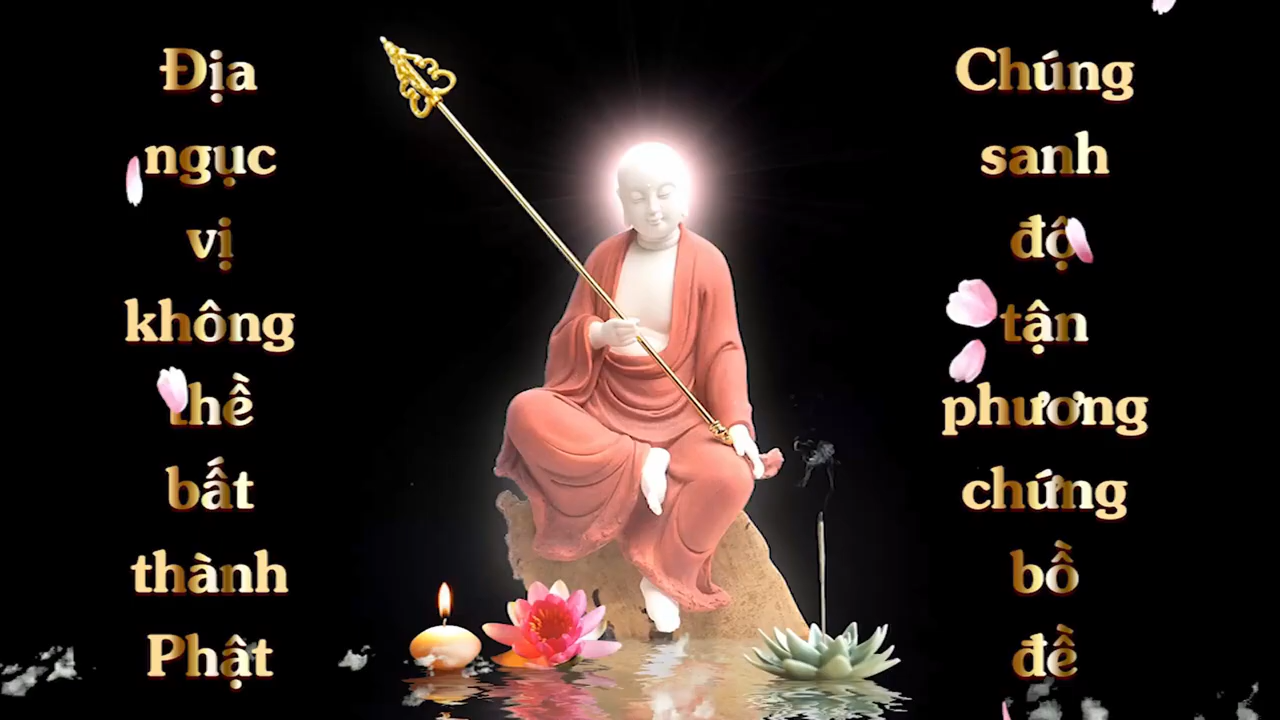 Địa
ngục
vị
không
thề
bất
thành
Phật
Chúng
sanh
độ
tận
phương
chứng
bồ
đề